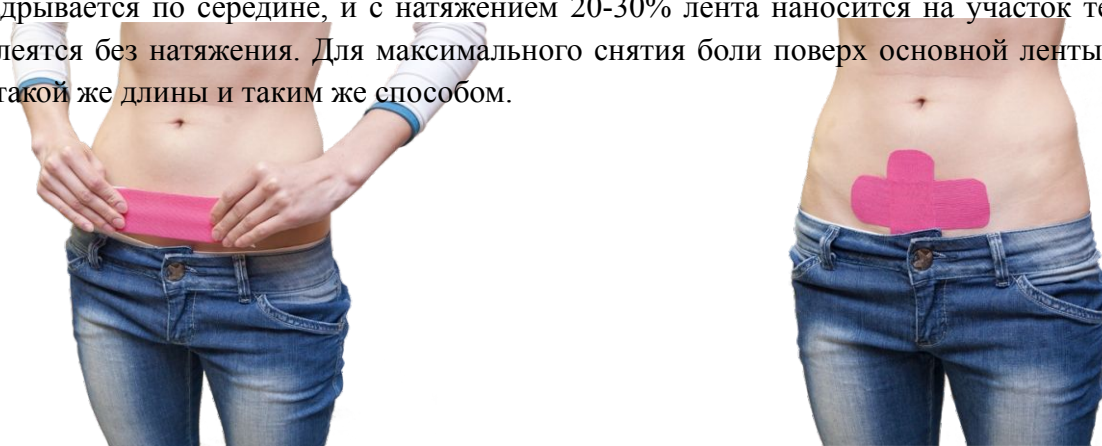 дрывается по середине, и с натяжением 20-30% лента наносится на участок те
леятся без натяжения. Для максимального снятия боли поверх основной ленты
такой же длины и таким же способом.